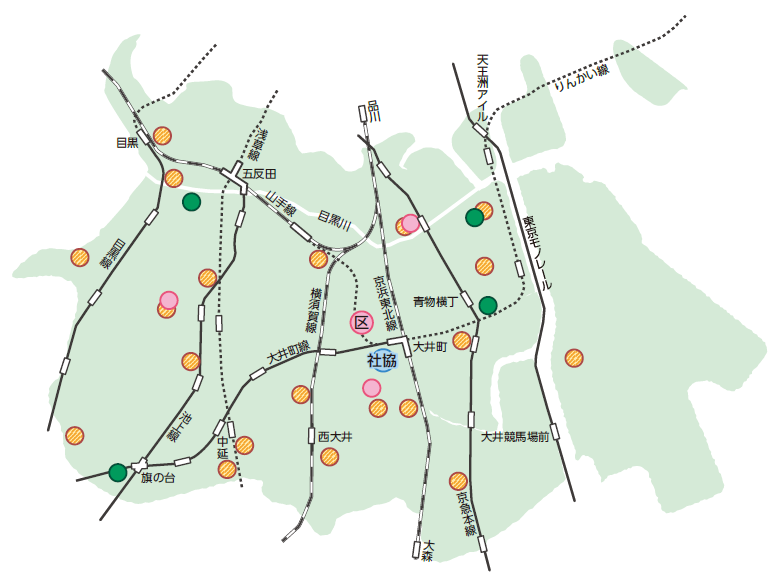 りんかい線
天王洲アイル
品川
浅草線
目黒
五反田
山手線
目黒川
東京モノレール
目黒線
横須賀線
京浜東北線
青物横丁
区
大井町線
大井町
社協
池上線
中延
西大井
大井競馬場前
旗の台
京急本線
大森